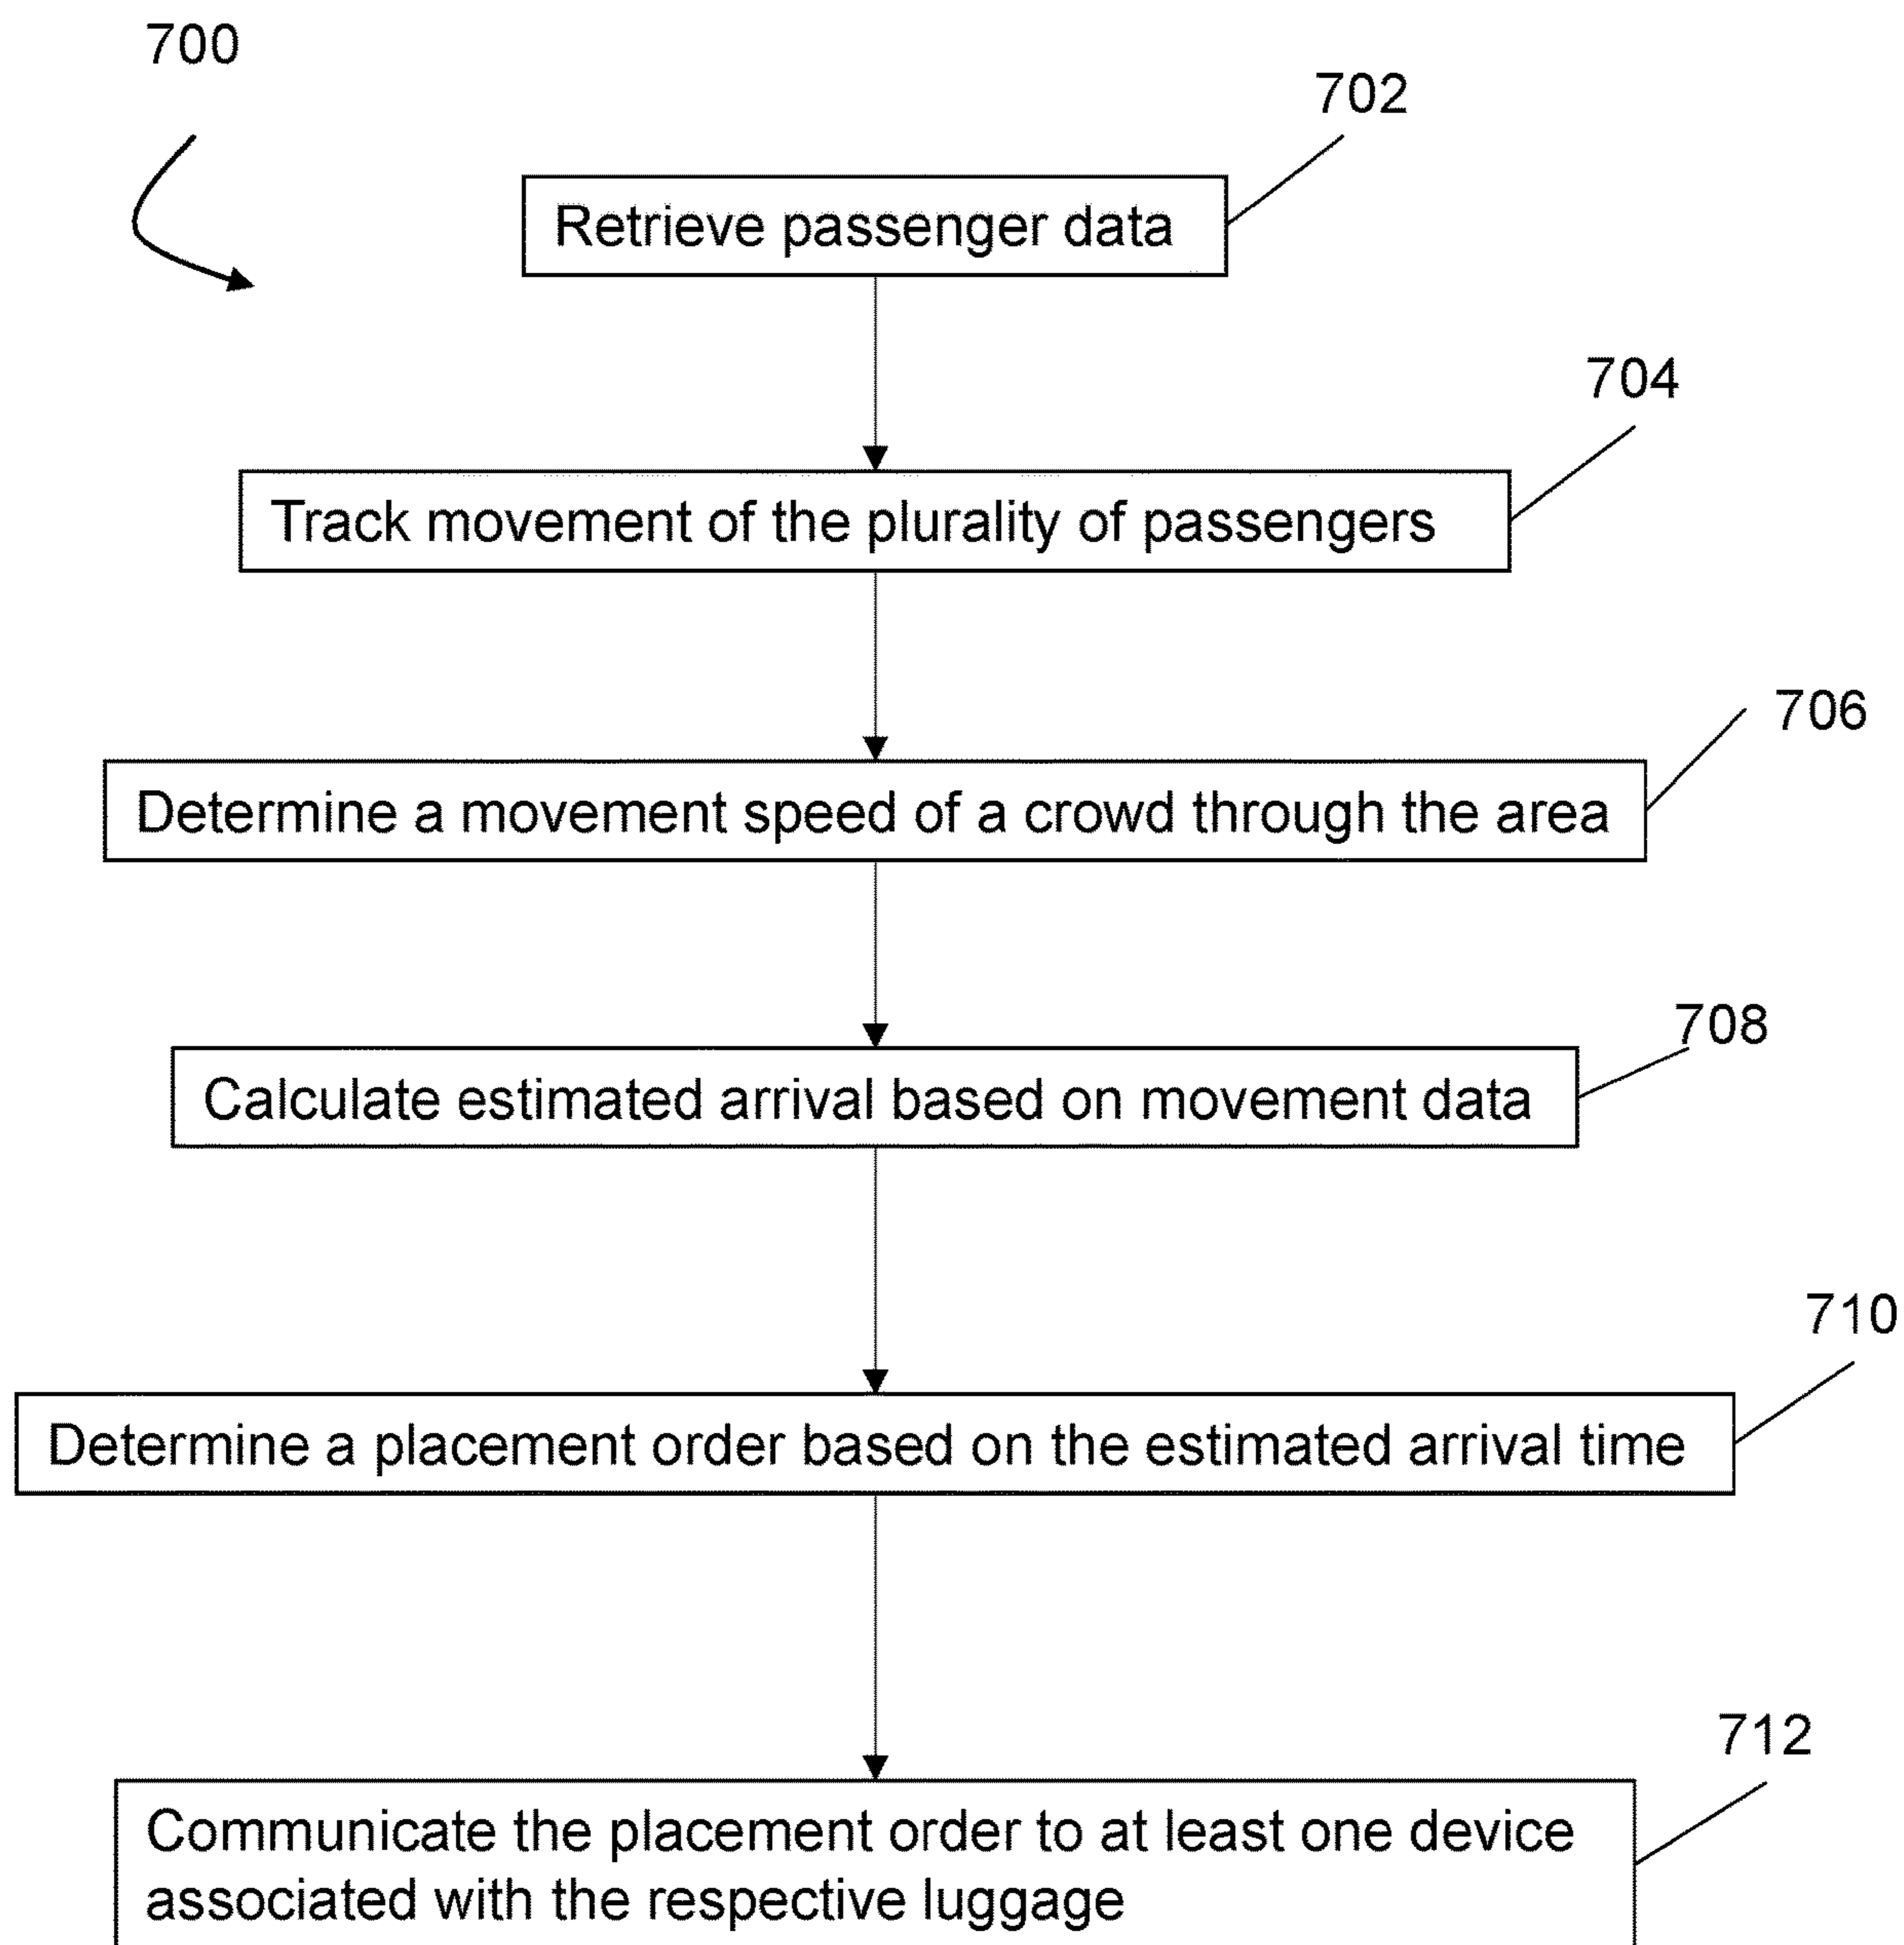 700
702
Retrieve passenger data
704
Track movement of the plurality of passengers
706
Determine a movement speed of a crowd through the area
708
Calculate estimated arrival based on movement data
710
Determine a placement order based on the estimated arrival time
712
Communicate the placement order to at least one device
associated with the respective luggage